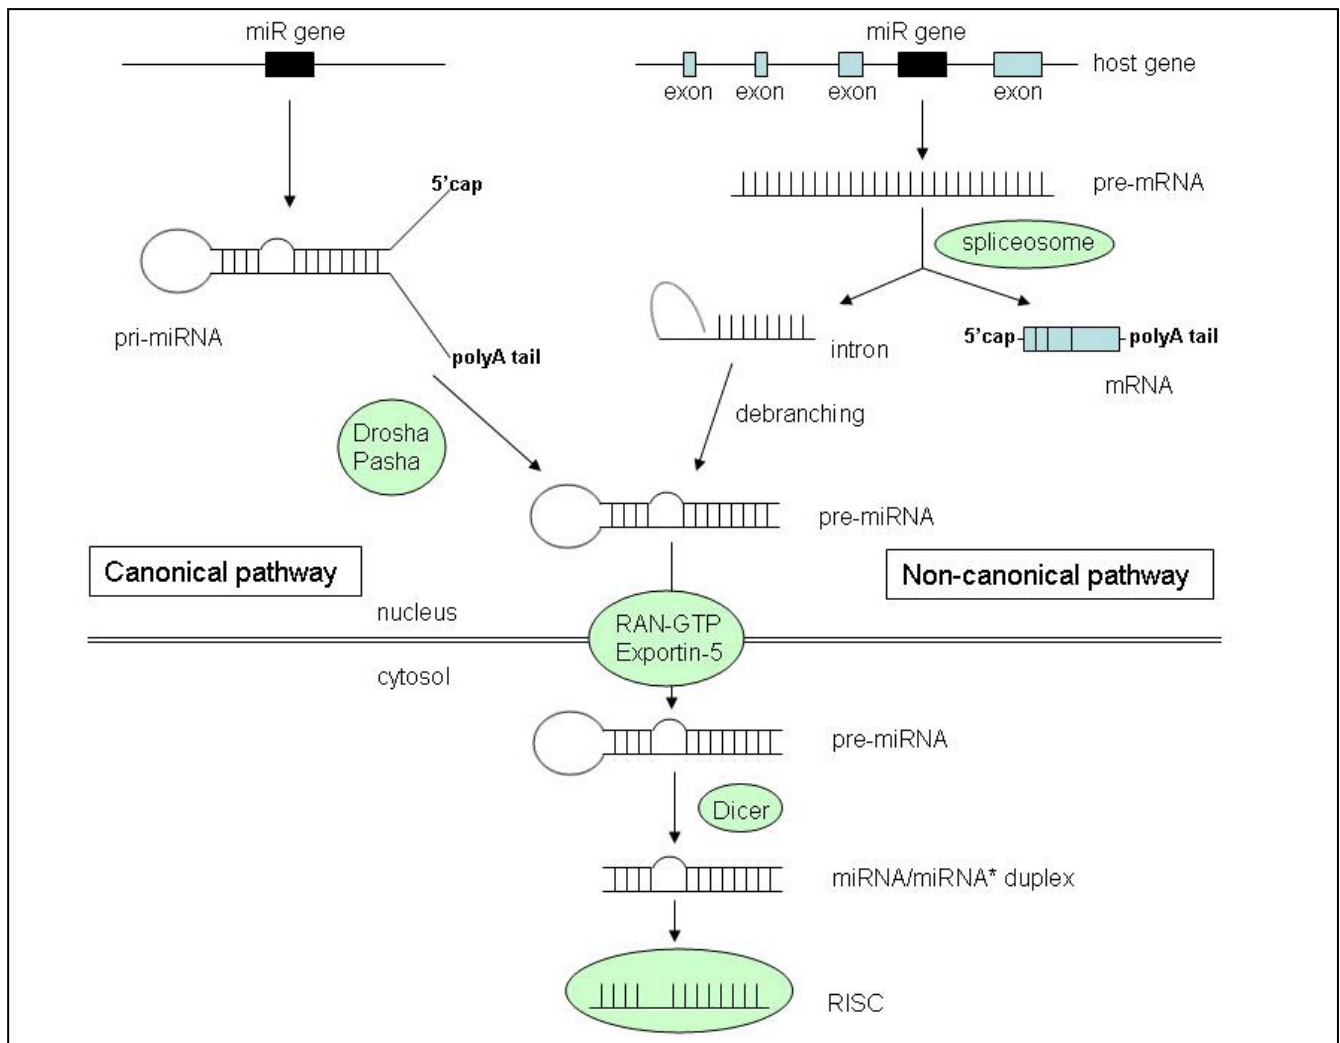 miR gene
miR gene
host gene
exon
exon
exon
exon
pre-mRNA
5'cap
spliceosome
pri-miRNA
polyA tail
intron
5'cap
polyA tail
mRNA
debranching
Drosha
Pasha
pre-miRNA
Canonical pathway
Non-canonical pathway
nucleus
RAN-GTP
Exportin-5
cytosol
pre-miRNA
Dicer
miRNA/miRNA* duplex
RISC